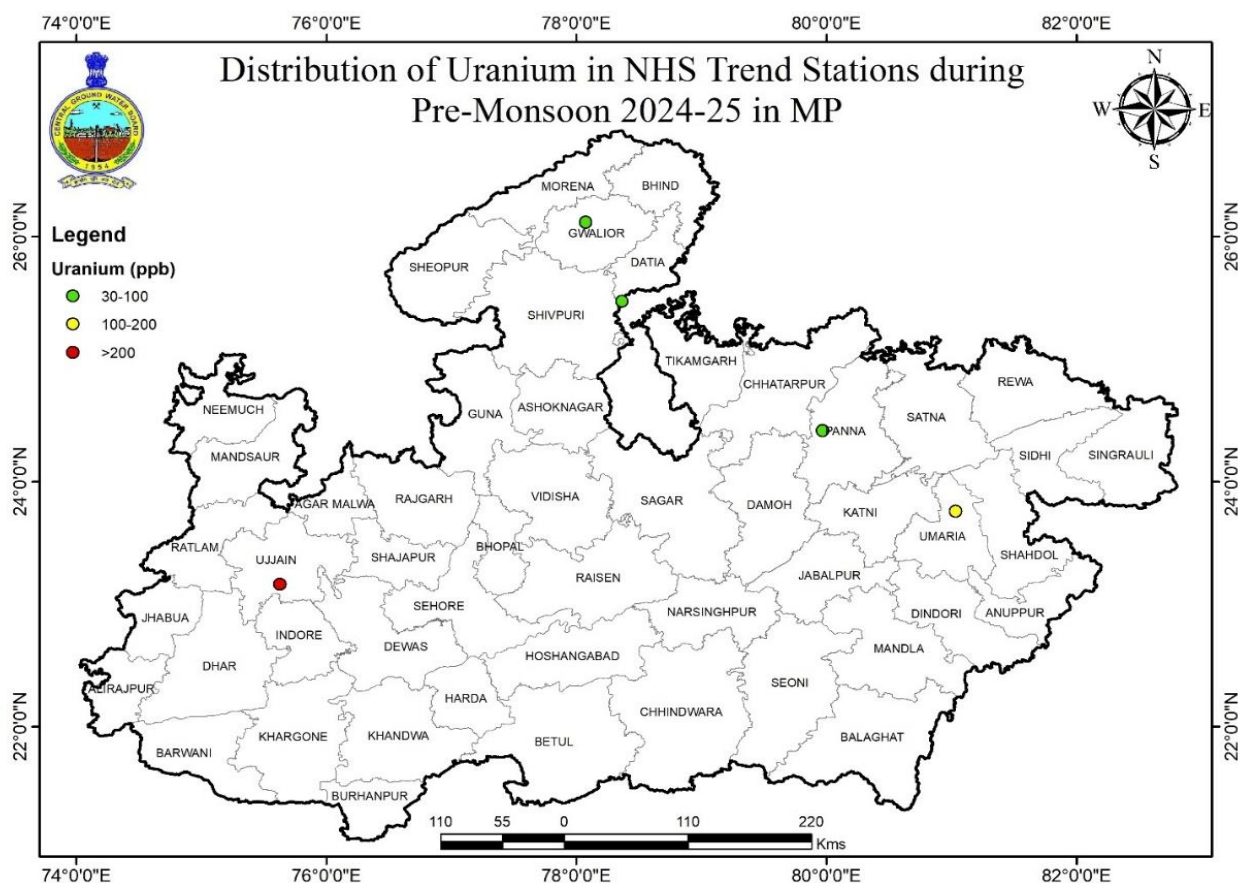 74°0'0"E 76°0'0"E 78°0'0"E 80°0'0"E 82°0'0"E
Distribution of Uranium in NHS Trend Stations during
Pre-Monsoon 2024-25 in MP
CENTRAL GROUND WATER BOARD
1954
N
W E
S
26°0'0"N
24°0'0"N
22°0'0"N
Legend
Uranium (ppb)
30-100
100-200
>200
MORENA
BHIND
GWALIOR
SHEOPUR
DATIA
SHIVPURI
TIKAMGARH
CHHATARPUR
REWA
NEEMUCH
GUNA
ASHOKNAGAR
PANNA
SATNA
MANDSAUR
SIDHI
SINGRAULI
AGAR MALWA
RAJGARH
VIDISHA
SAGAR
DAMOH
KATNI
UMARIA
RATLAM
UJJAIN
SHAJAPUR
BHOPAL
RAISEN
JABALPUR
SHAHDOL
JHABUA
INDORE
SEHORE
NARSINGHPUR
DINDORI
ANUPPUR
DHAR
DEWAS
HOSHANGABAD
MANDLA
ALIRAJPUR
HARDA
SEONI
BARWANI
KHARGONE
KHANDWA
BETUL
CHHINDWARA
BALAGHAT
BURHANPUR
110 55 0 110 220
Kms
26°0'0"N
24°0'0"N
22°0'0"N
74°0'0"E 76°0'0"E 78°0'0"E 80°0'0"E 82°0'0"E